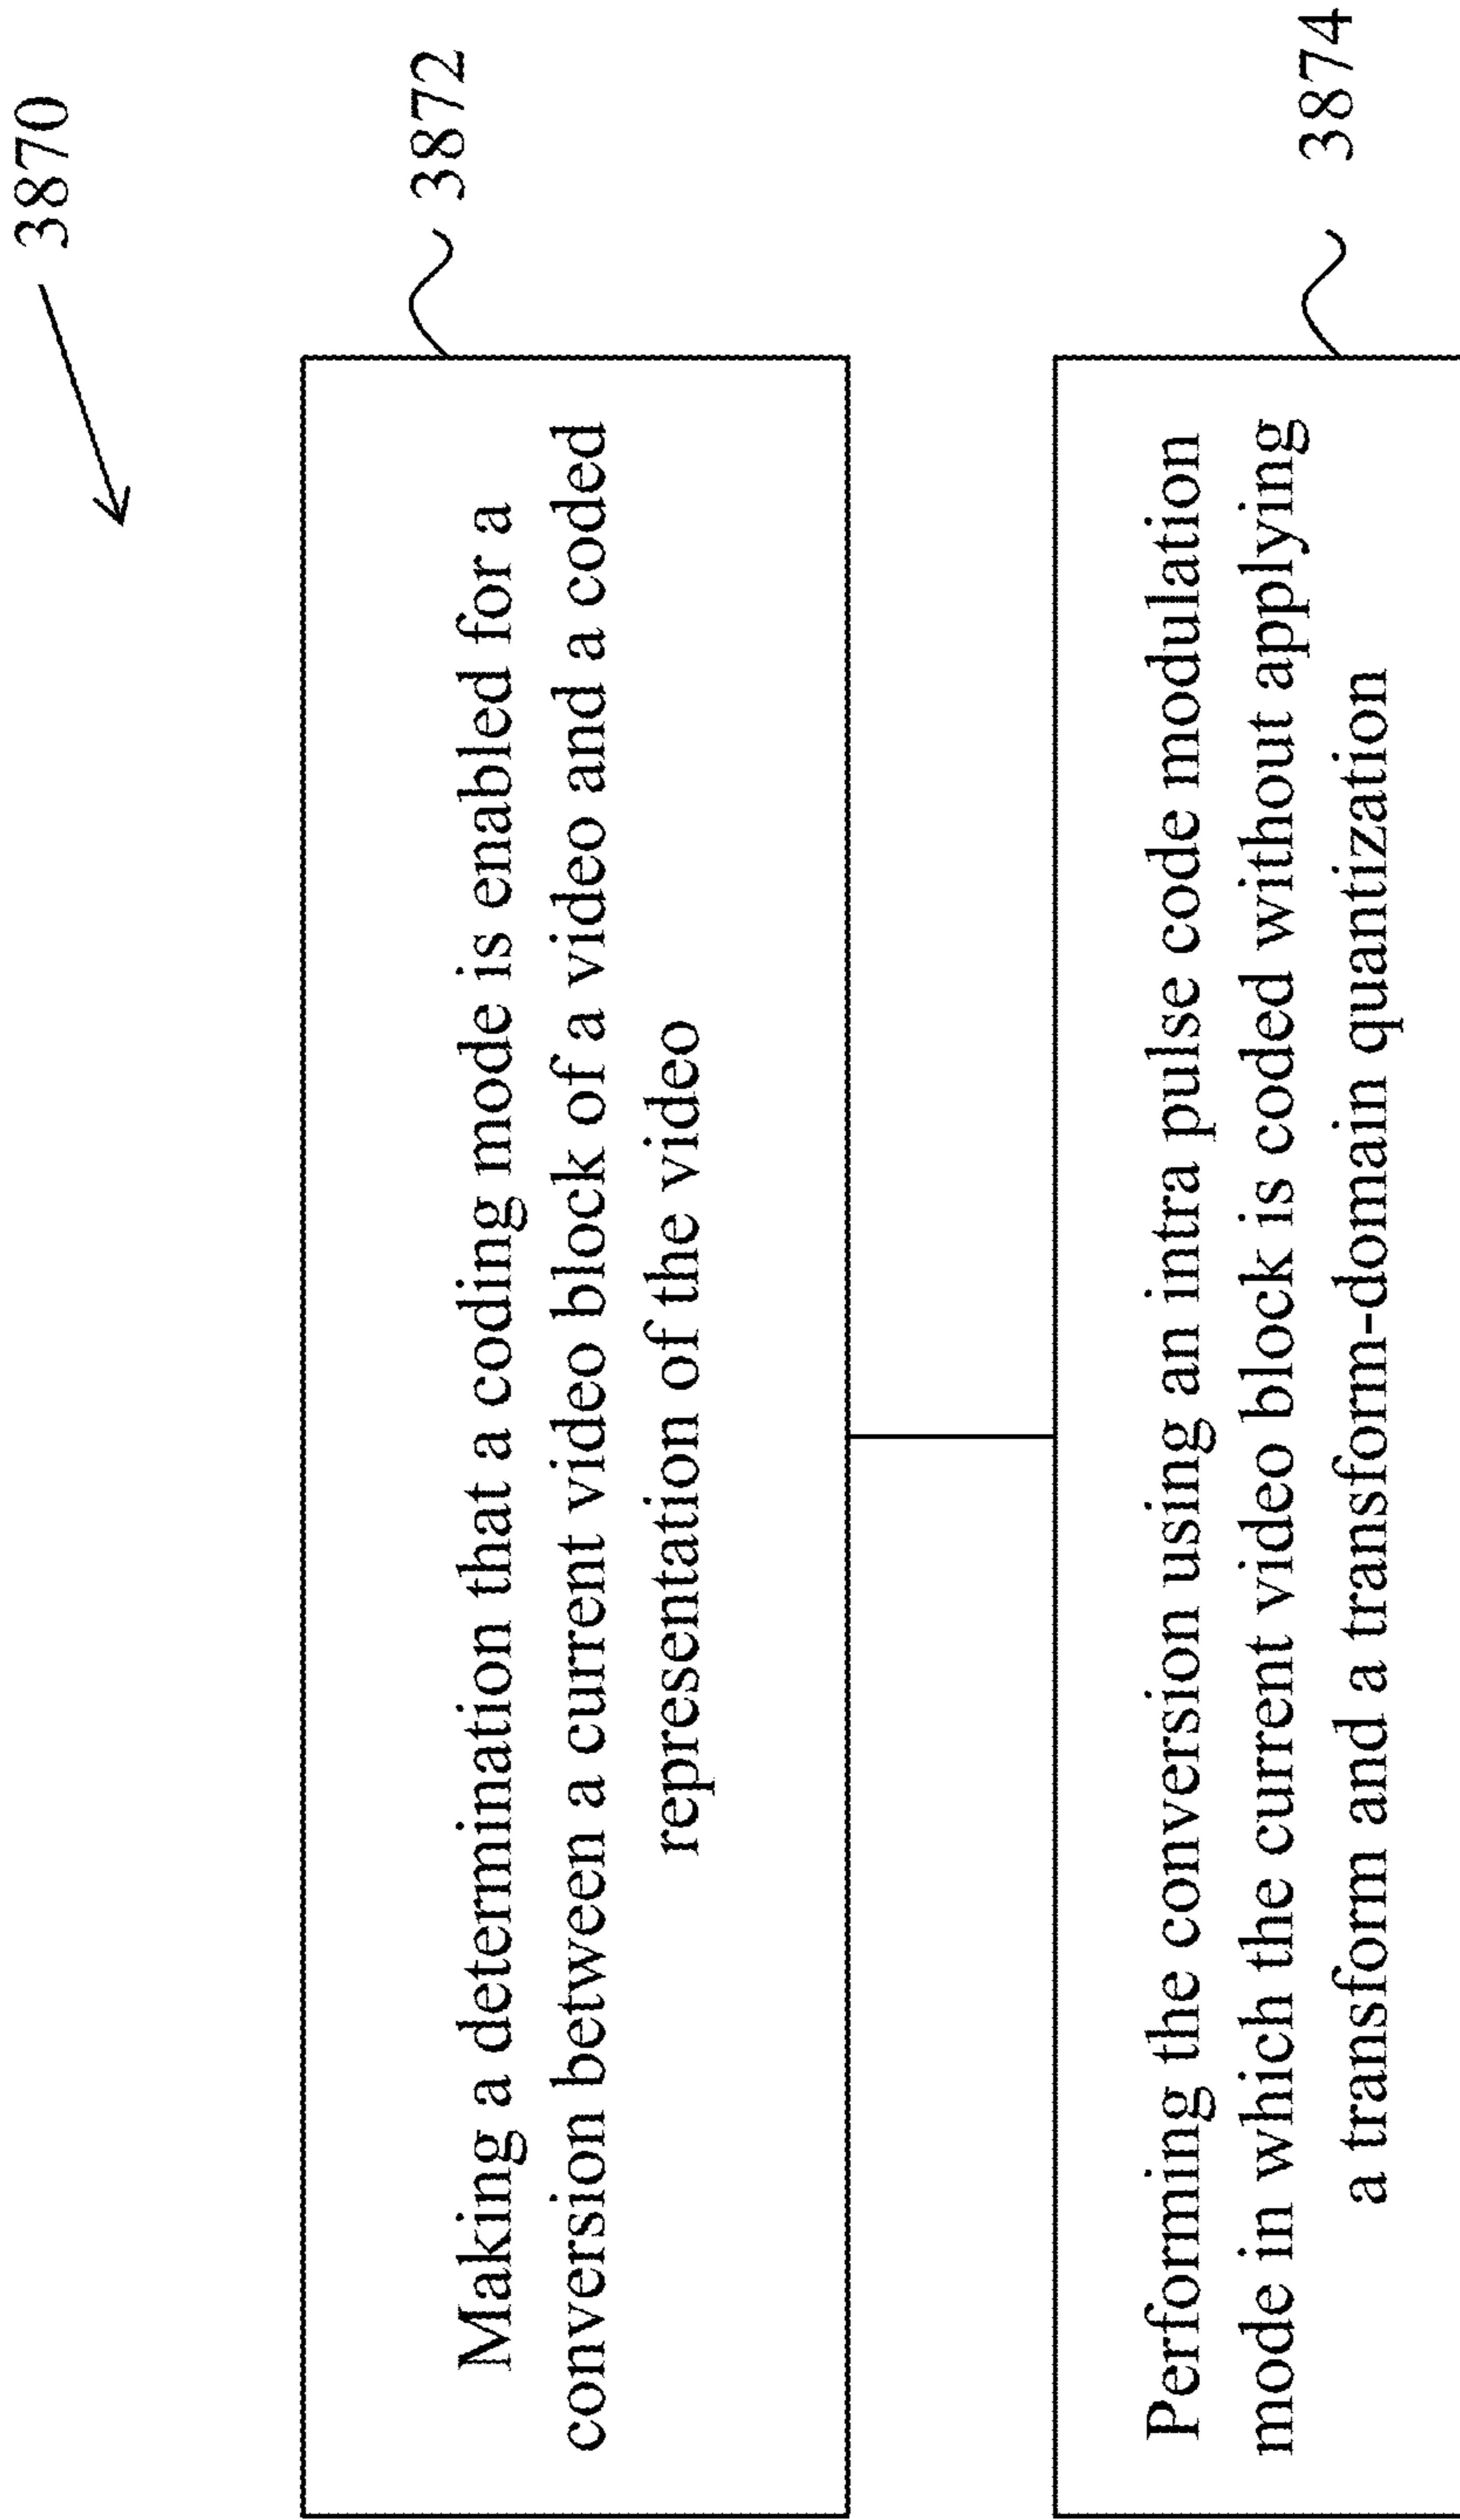 3870
3872
Making a determination that a coding mode is enabled for a
conversion between a current video block of a video and a coded
representation of the video
3874
Performing the conversion using an intra pulse code modulation
mode in which the current video block is coded without applying
a transform and a transform-domain quantization